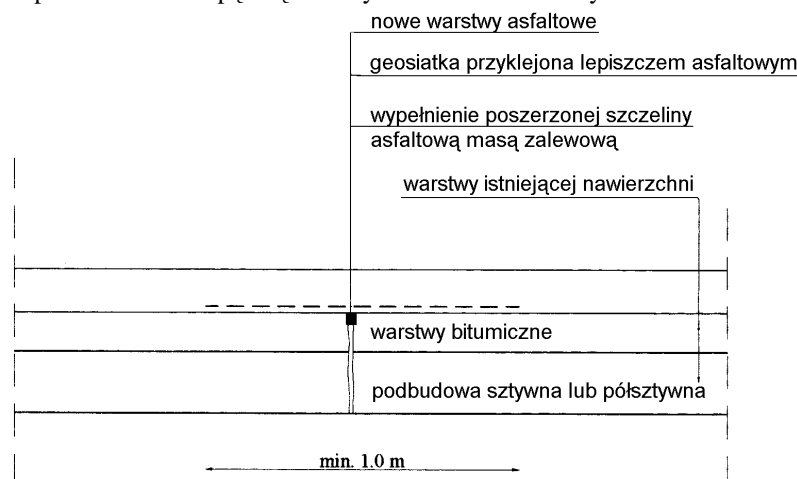 nowe warstwy asfaltowe
geosiatka przyklejona lepiszczem asfaltowym
wypełnienie poszerzonej szczeliny
asfaltową masą zalewową
warstwy istniejącej nawierzchni
warstwy bitumiczne
podbudowa sztywna lub półsztywna
min. 1.0 m